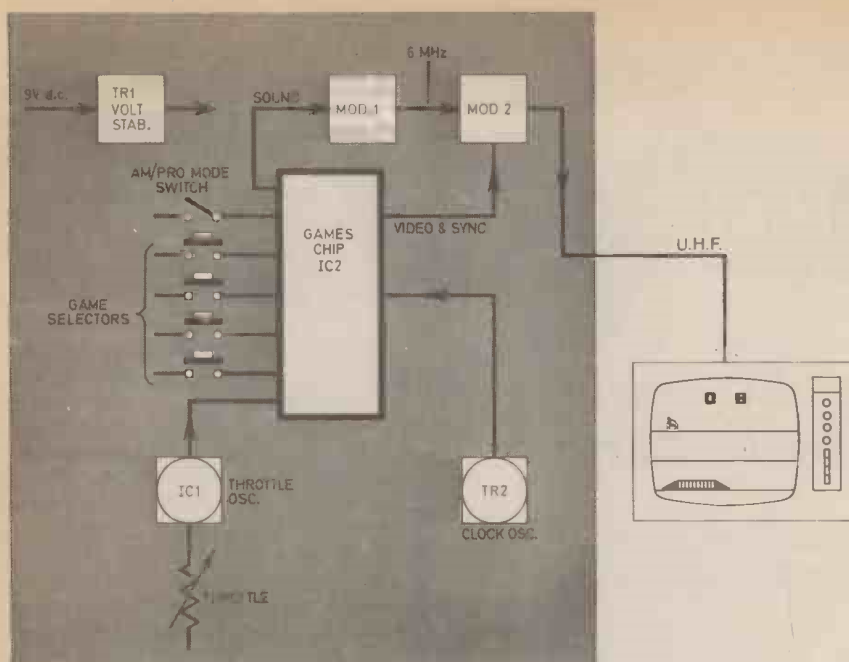 6 MHz
9V d.c.
TR1
VOLT
STAB.
SOUND
MOD 1
MOD 2
AM/PRO MODE
SWITCH
GAMES
CHIP
IC2
VIDEO & SYNC
U.H.F.
GAME
SELECTORS
IC1
THROTTLE
OSC.
TR2
CLOCK OSC.
THROTTLE